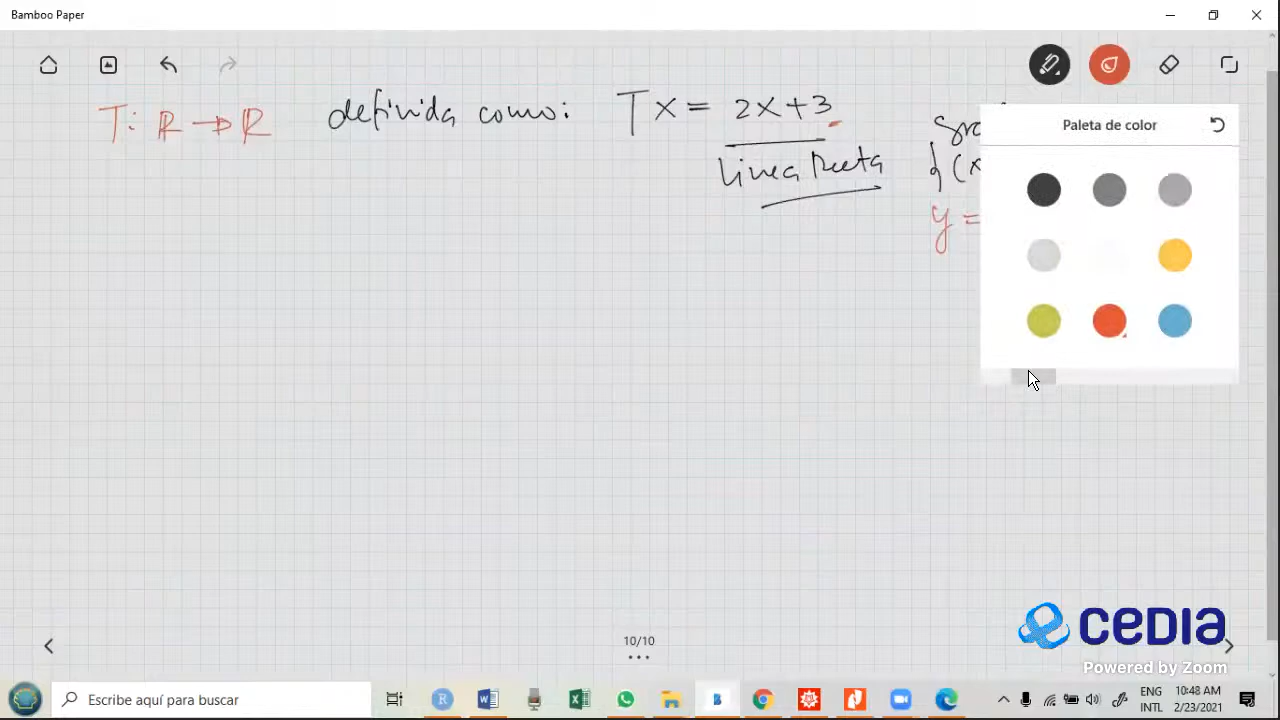 Bamboo Paper
T: R → R definida como: Tx = 2x+3
Linea Recta
{(x
y =
Paleta de color
10/10
cedia
Powered by Zoom
Escribe aquí para buscar
ENG
INTL
10:48 AM
2/23/2021